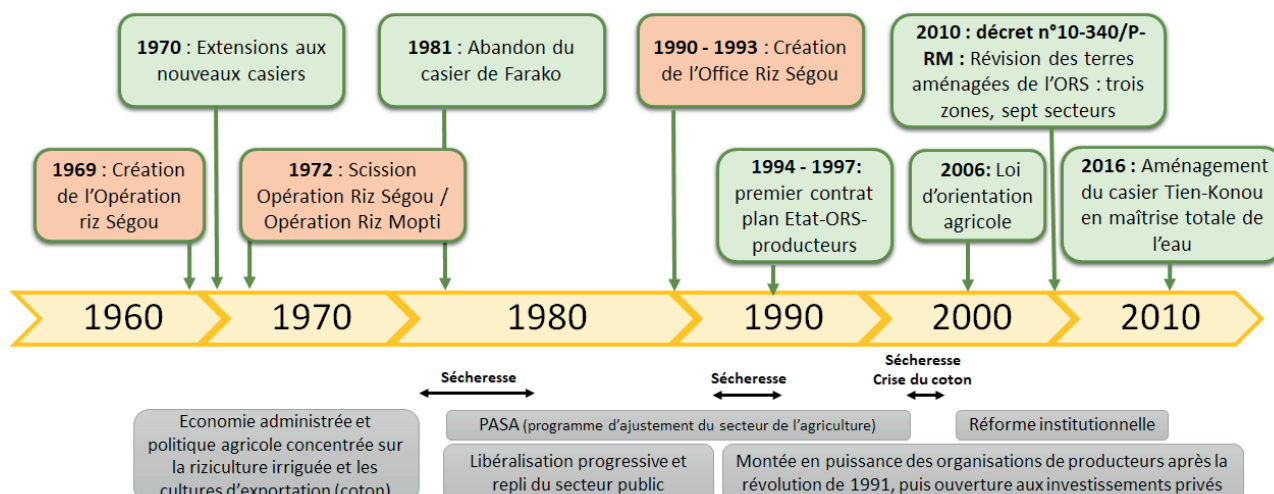 1970 : Extensions aux
nouveaux casiers
1981 : Abandon du
casier de Farako
1990 - 1993 : Création
de l'Office Riz Ségou
2010 : décret n°10-340/P-
RM : Révision des terres
aménagées de l'ORS : trois
zones, sept secteurs
1969 : Création
de l'Opération
riz Ségou
1972 : Scission
Opération Riz Ségou /
Opération Riz Mopti
1994 - 1997:
premier contrat
plan Etat-ORS-
producteurs
2006: Loi
d'orientation
agricole
2016 : Aménagement
du casier Tien-Konou
en maîtrise totale de
l'eau
1960
1970
1980
1990
2000
2010
Sécheresse
Sécheresse
Sécheresse
Crise du coton
Economie administrée et
politique agricole concentrée sur
la riziculture irriguée et les
cultures d'exportation (coton)
PASA (programme d'ajustement du secteur de l'agriculture)
Réforme institutionnelle
Libéralisation progressive et
repli du secteur public
Montée en puissance des organisations de producteurs après la
révolution de 1991, puis ouverture aux investissements privés